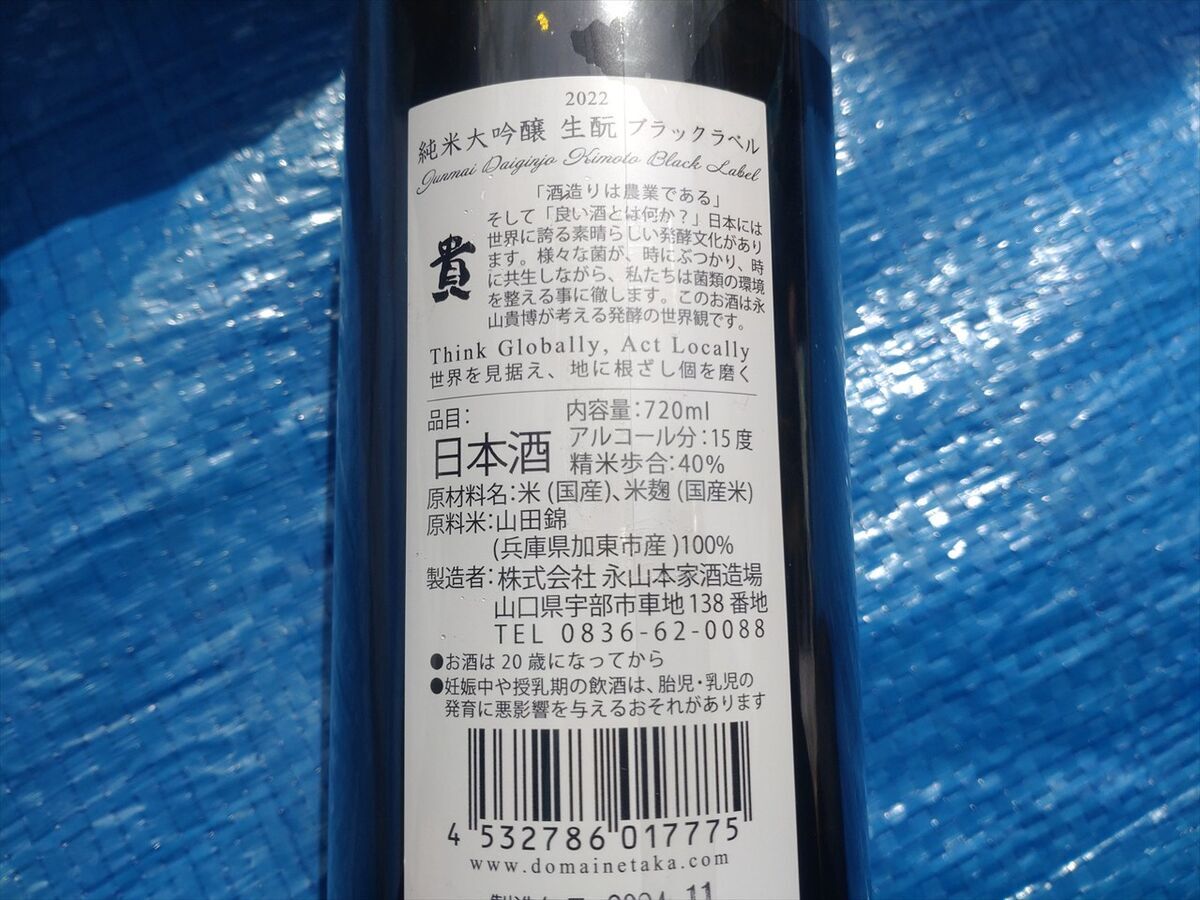 2022
純米大吟醸 生酛 ブラックラベル
Junmai Daiginjo Kimoto Black Label
「酒造りは農業である」
そして「良い酒とは何か？」日本には
世界に誇る素晴らしい発酵文化があり
ます。様々な菌が、時にぶつかり、時
に共生しながら、私たちは菌類の環境
を整える事に徹します。このお酒は永
山貴博が考える発酵の世界観です。
貴
Think Globally, Act Locally
世界を見据え、地に根ざし個を磨く
品目：
日本酒
内容量：720ml
アルコール分：15度
精米歩合：40%
原材料名：米 (国産)、米麹 (国産米)
原料米：山田錦
(兵庫県加東市産 )100%
製造者：株式会社 永山本家酒造場
山口県宇部市車地138番地
TEL 0836-62-0088
●お酒は20歳になってから
●妊娠中や授乳期の飲酒は、胎児・乳児の
発育に悪影響を与えるおそれがあります
4 532786 017775
www.domainetaka.com
11